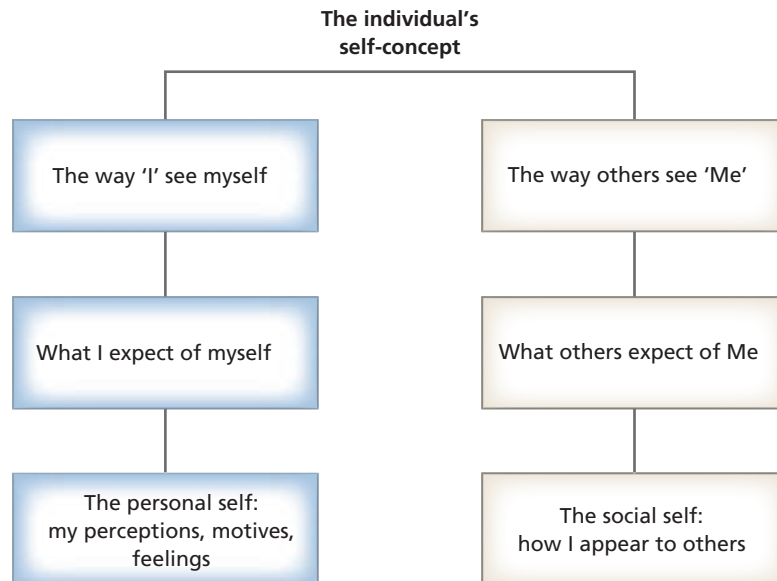 The individual's
self-concept
The way ‘I’ see myself
The way others see ‘Me’
What I expect of myself
What others expect of Me
The personal self:
my perceptions, motives,
feelings
The social self:
how I appear to others